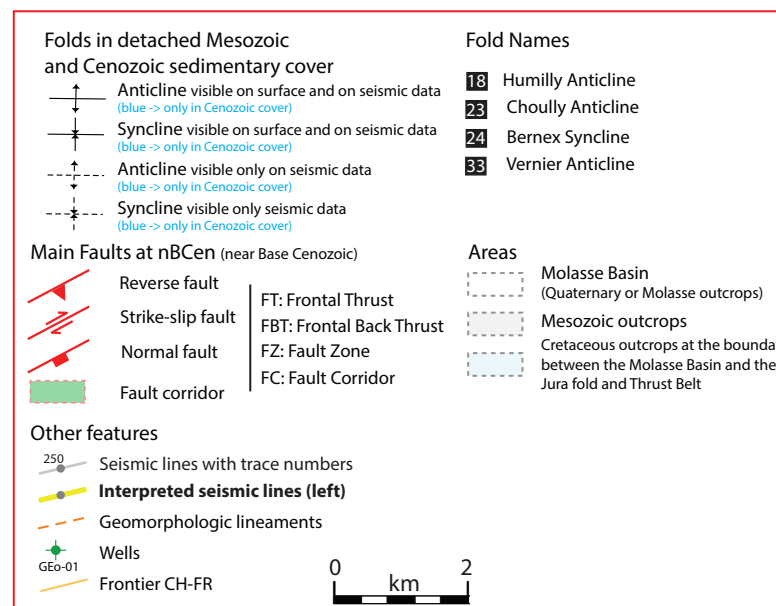 Folds in detached Mesozoic
and Cenozoic sedimentary cover
Anticline visible on surface and on seismic data
(blue -> only in Cenozoic cover)
Syncline visible on surface and on seismic data
(blue -> only in Cenozoic cover)
Anticline visible only on seismic data
(blue -> only in Cenozoic cover)
Syncline visible only seismic data
(blue -> only in Cenozoic cover)
Fold Names
18 Humilly Anticline
23 Choully Anticline
24 Bernex Syncline
33 Vernier Anticline
Main Faults at nBCen (near Base Cenozoic)
Reverse fault
Strike-slip fault
Normal fault
Fault corridor
FT: Frontal Thrust
FBT: Frontal Back Thrust
FZ: Fault Zone
FC: Fault Corridor
Areas
Molasse Basin
(Quaternary or Molasse outcrops)
Mesozoic outcrops
Cretaceous outcrops at the bounda
between the Molasse Basin and the
Jura fold and Thrust Belt
Other features
250 Seismic lines with trace numbers
Interpreted seismic lines (left)
Geomorphologic lineaments
Wells
GEo-01
Frontier CH-FR
0 2
km